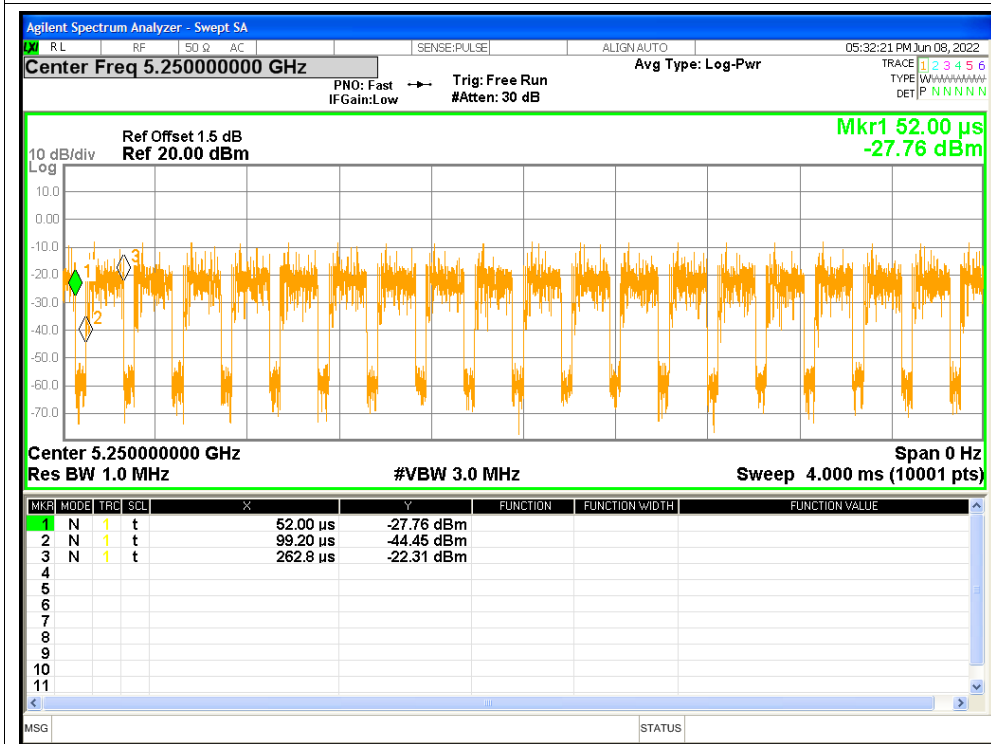 Agilent Spectrum Analyzer - Swept SA
LXI RL RF 50 Ω AC SENSE:PULSE ALIGN AUTO 05:32:21 PM Jun 08, 2022
Center Freq 5.250000000 GHz Avg Type: Log-Pwr TRACE 1 2 3 4 5 6
PNO: Fast Trig: Free Run TYPE W
IFGain:Low #Atten: 30 dB DET P N N N N N
Mkr1 52.00 µs
Ref Offset 1.5 dB
10 dB/div Ref 20.00 dBm -27.76 dBm
Log
10.0
0.00
-10.0
-20.0
-30.0
-40.0
-50.0
-60.0
-70.0
1
2
3
Center 5.250000000 GHz Span 0 Hz
Res BW 1.0 MHz #VBW 3.0 MHz Sweep 4.000 ms (10001 pts)
MKR MODE TRC SCL X Y FUNCTION FUNCTION WIDTH FUNCTION VALUE
1 N 1 t 52.00 µs -27.76 dBm
2 N 1 t 99.20 µs -44.45 dBm
3 N 1 t 262.8 µs -22.31 dBm
4
5
6
7
8
9
10
11
MSG STATUS